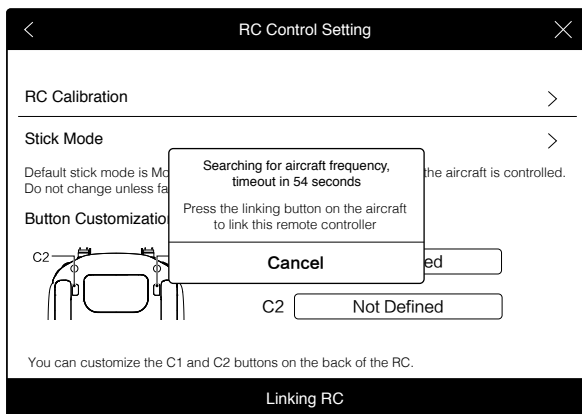 RC Control Setting
RC Calibration
Stick Mode
Default stick mode is Mo
the aircraft is controlled.
Do not change unless fa
Searching for aircraft frequency,
timeout in 54 seconds
Press the linking button on the aircraft
to link this remote controller
Cancel
Button Customization
C2
ed
C2 Not Defined
You can customize the C1 and C2 buttons on the back of the RC.
Linking RC